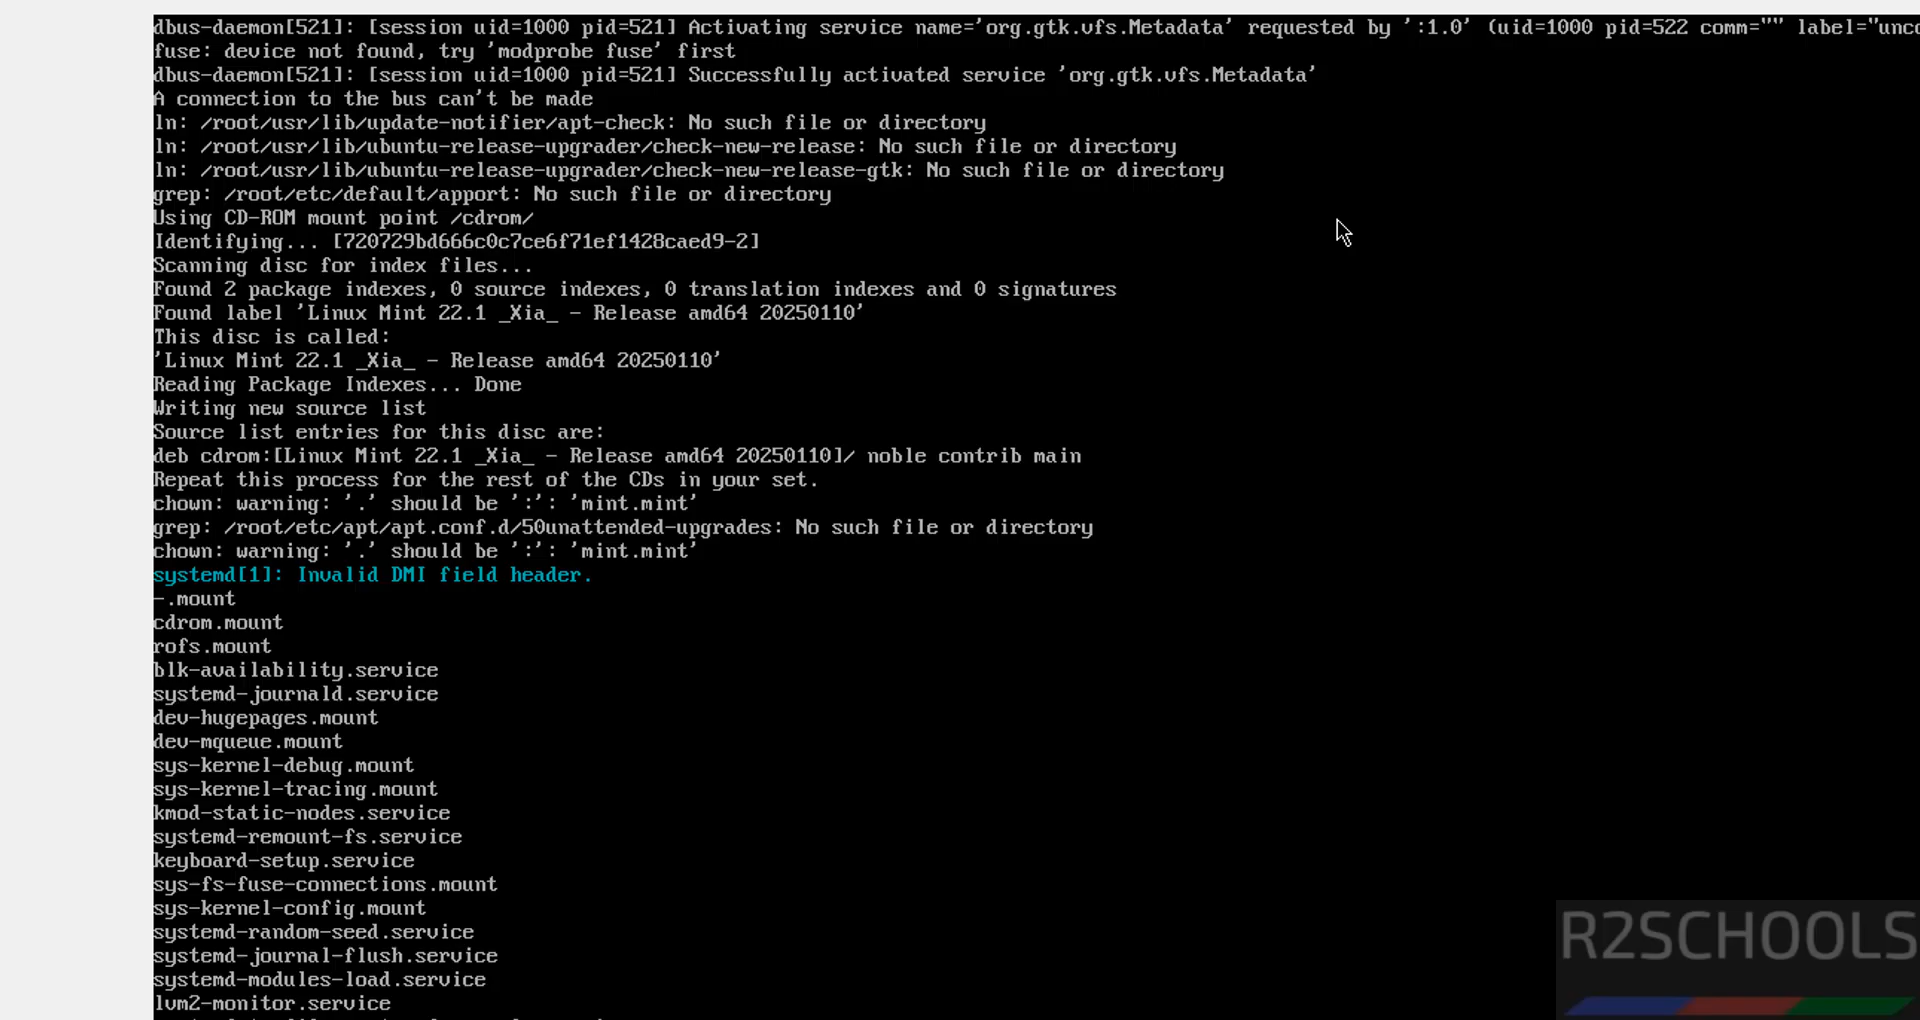 dbus-daemon[521]: [session uid=1000 pid=521] Activating service name='org.gtk.vfs.Metadata' requested by ':1.0' (uid=1000 pid=522 comm="" label="unco
fuse: device not found, try 'modprobe fuse' first
dbus-daemon[521]: [session uid=1000 pid=521] Successfully activated service 'org.gtk.vfs.Metadata'
A connection to the bus can't be made
ln: /root/usr/lib/update-notifier/apt-check: No such file or directory
ln: /root/usr/lib/ubuntu-release-upgrader/check-new-release: No such file or directory
ln: /root/usr/lib/ubuntu-release-upgrader/check-new-release-gtk: No such file or directory
grep: /root/etc/default/apport: No such file or directory
Using CD-ROM mount point /cdrom/
Identifying... [720729bd666c0c7ce6f71ef1428caed9-2]
Scanning disc for index files...
Found 2 package indexes, 0 source indexes, 0 translation indexes and 0 signatures
Found label 'Linux Mint 22.1 _Xia_ - Release amd64 20250110'
This disc is called:
'Linux Mint 22.1 _Xia_ - Release amd64 20250110'
Reading Package Indexes... Done
Writing new source list
Source list entries for this disc are:
deb cdrom:[Linux Mint 22.1 _Xia_ - Release amd64 20250110]/ noble contrib main
Repeat this process for the rest of the CDs in your set.
chown: warning: '.' should be ':': 'mint.mint'
grep: /root/etc/apt/apt.conf.d/50unattended-upgrades: No such file or directory
chown: warning: '.' should be ':': 'mint.mint'
systemd[1]: Invalid DMI field header.
-.mount
cdrom.mount
rofs.mount
blk-availability.service
systemd-journald.service
dev-hugepages.mount
dev-mqueue.mount
sys-kernel-debug.mount
sys-kernel-tracing.mount
kmod-static-nodes.service
systemd-remount-fs.service
keyboard-setup.service
sys-fs-fuse-connections.mount
sys-kernel-config.mount
systemd-random-seed.service
systemd-journal-flush.service
systemd-modules-load.service
lvm2-monitor.service
R2SCHOOLS